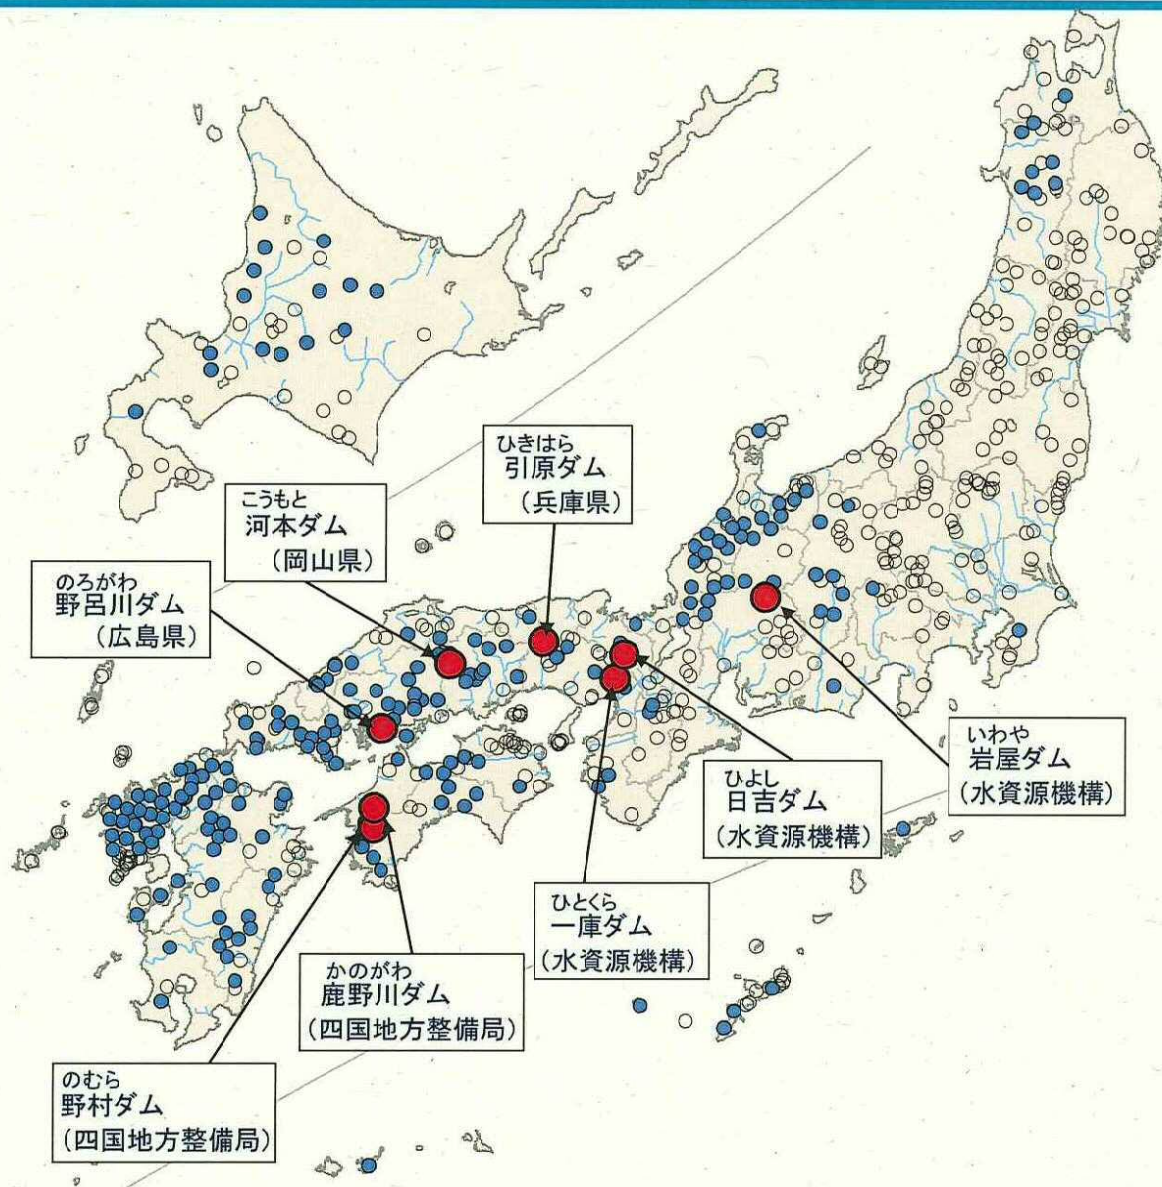 ひきはら
引原ダム
(兵庫県)
こうもと
河本ダム
(岡山県)
のろがわ
野呂川ダム
(広島県)
いわや
岩屋ダム
(水資源機構)
ひよし
日吉ダム
(水資源機構)
ひとくら
一庫ダム
(水資源機構)
かのがわ
鹿野川ダム
(四国地方整備局)
のむら
野村ダム
(四国地方整備局)